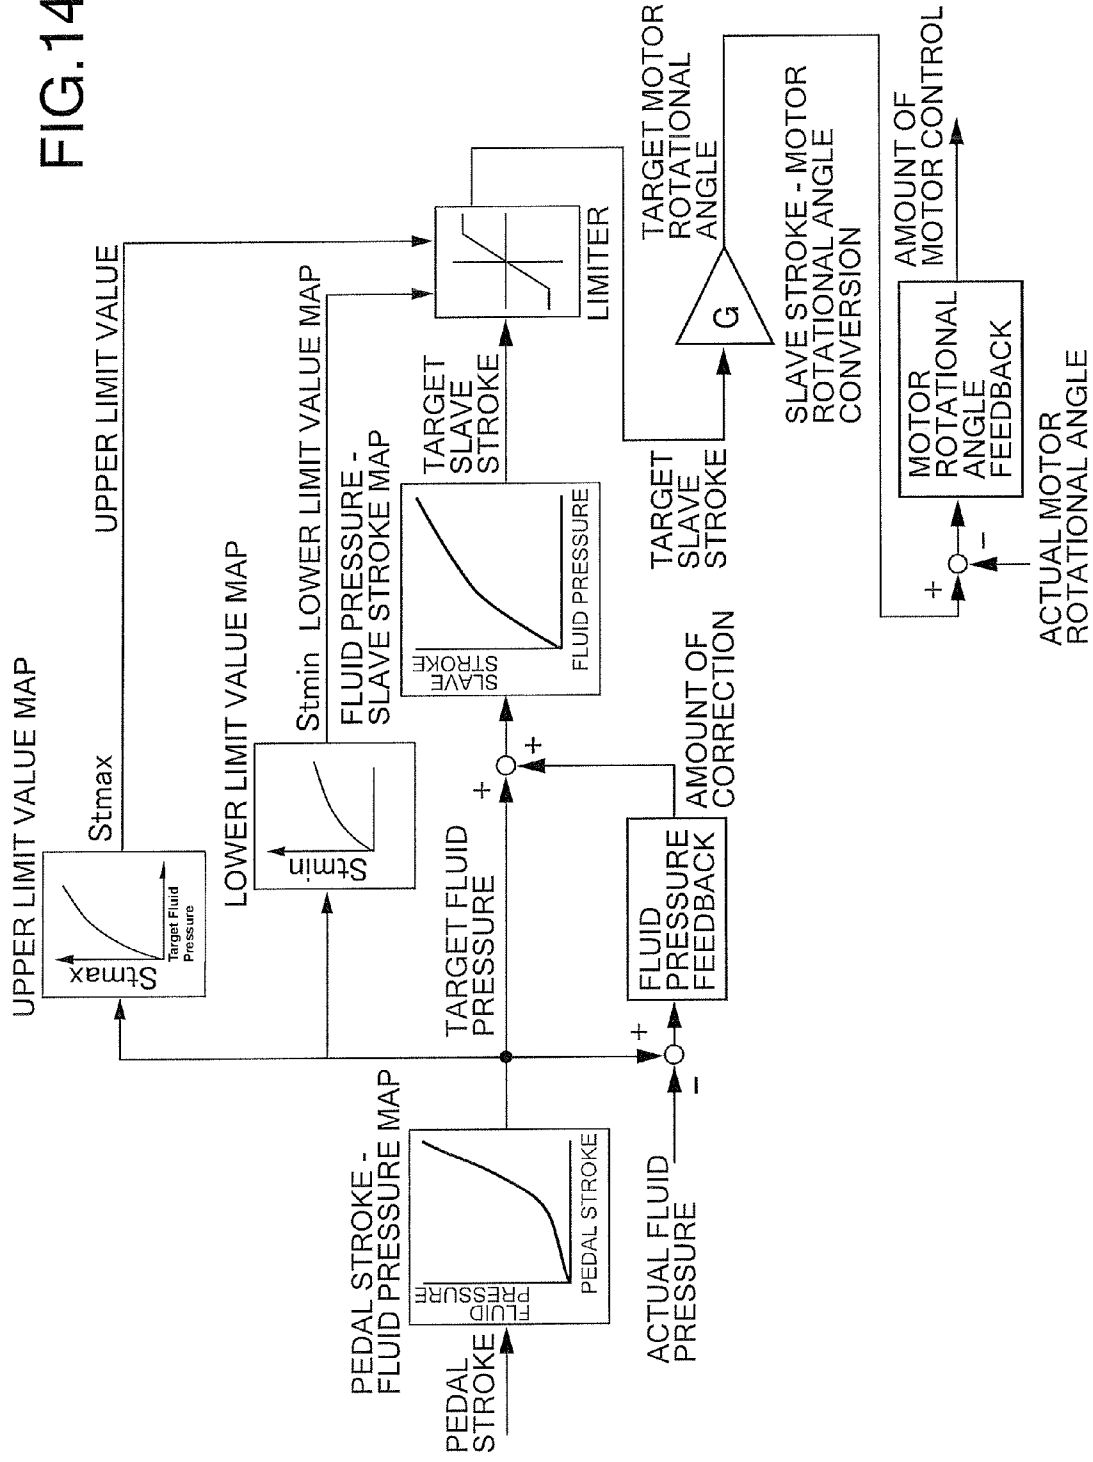 FIG.14
UPPER LIMIT VALUE MAP
Stmax
Target Fluid
Pressure
Stmax
UPPER LIMIT VALUE
LOWER LIMIT VALUE MAP
Stmin
Stmin LOWER LIMIT VALUE MAP
PEDAL STROKE -
FLUID PRESSURE MAP
PEDAL
STROKE
FLUID
PRESSURE
PEDAL STROKE
TARGET FLUID
PRESSURE
+
+
FLUID PRESSURE -
SLAVE STROKE MAP
SLAVE
STROKE
FLUID PRESSURE
TARGET
SLAVE
STROKE
LIMITER
ACTUAL FLUID
PRESSURE
+
-
FLUID
PRESSURE
FEEDBACK
AMOUNT OF
CORRECTION
TARGET
SLAVE
STROKE
G
TARGET MOTOR
ROTATIONAL
ANGLE
SLAVE STROKE - MOTOR
ROTATIONAL ANGLE
CONVERSION
+
-
ACTUAL MOTOR
ROTATIONAL ANGLE
MOTOR
ROTATIONAL
ANGLE
FEEDBACK
AMOUNT OF
MOTOR CONTROL